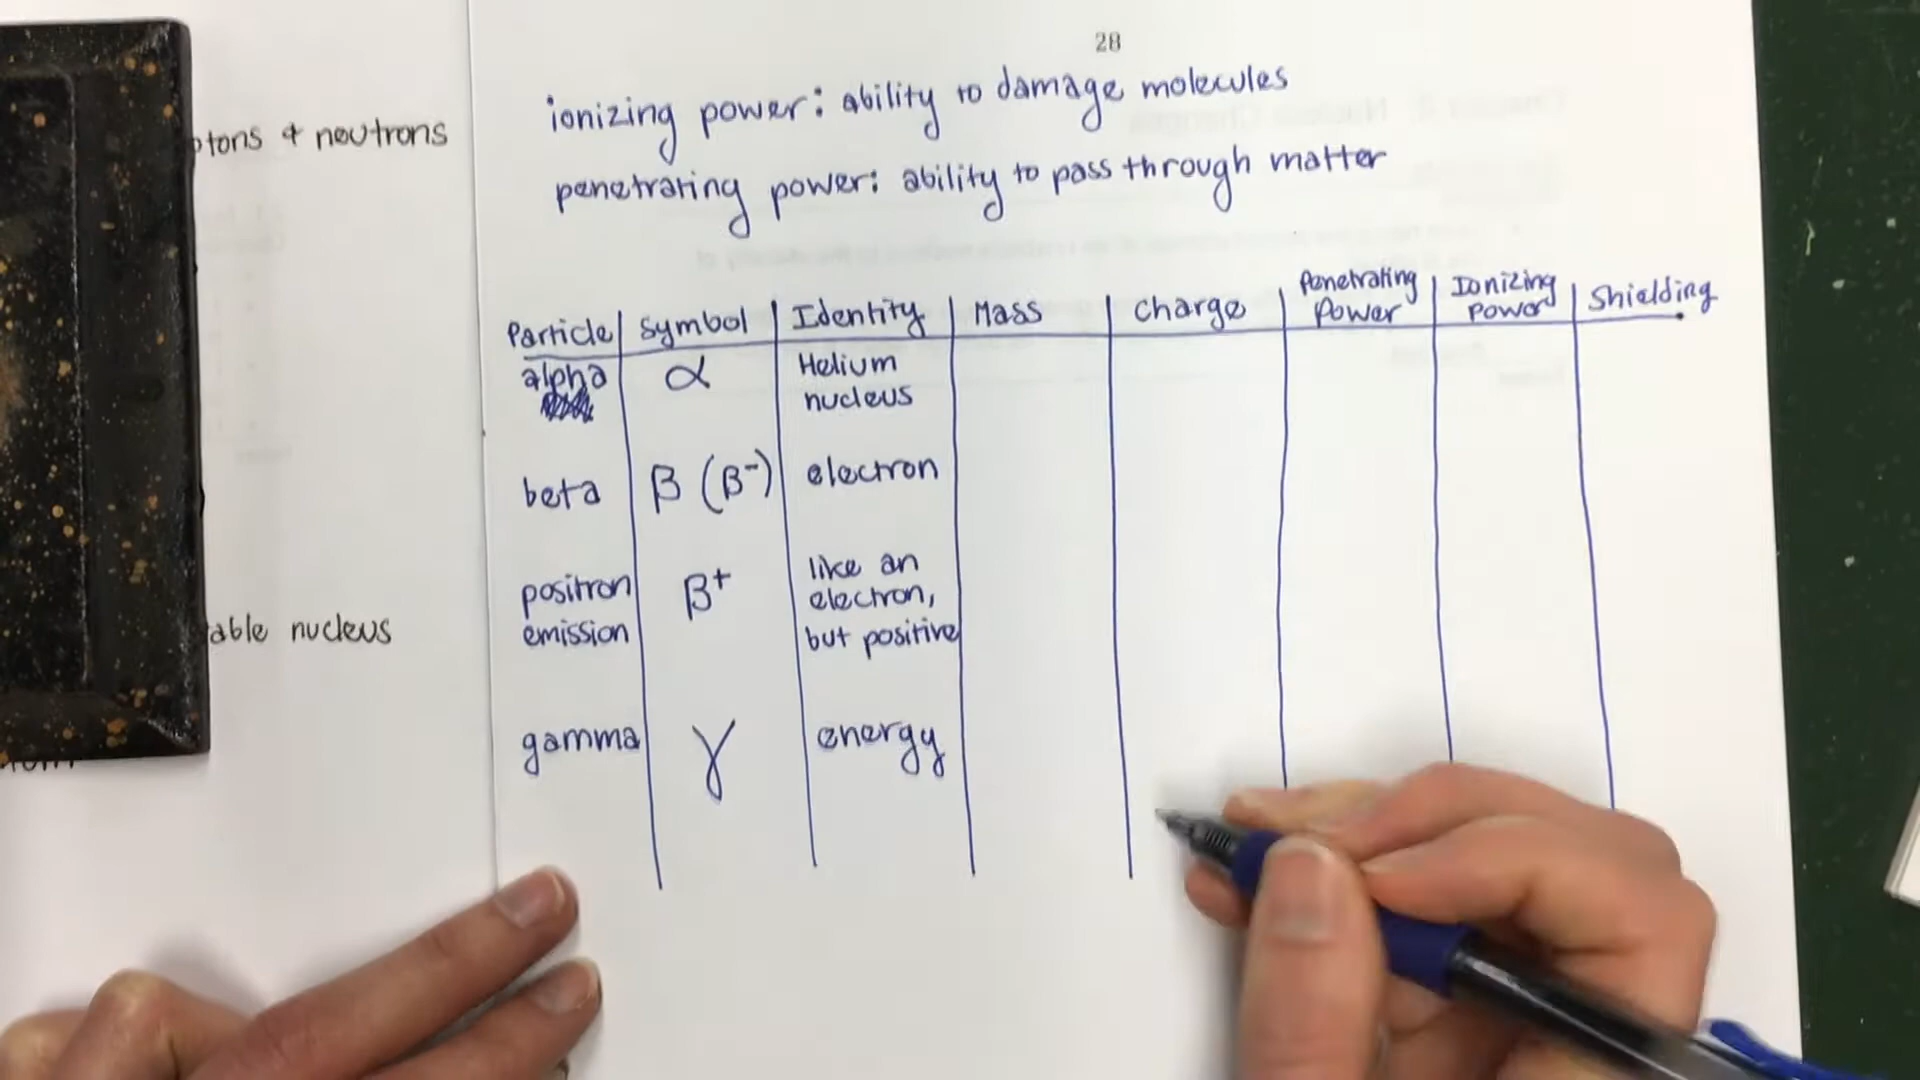 28
ionizing power: ability to damage molecules
penetrating power: ability to pass through matter
tons & neutrons
able nucleus
Particle Symbol Identity Mass Charge Penetrating Power Ionizing Power Shielding
alpha α Helium nucleus
beta β (β⁻) electron
positron emission β⁺ like an electron, but positive
gamma γ energy